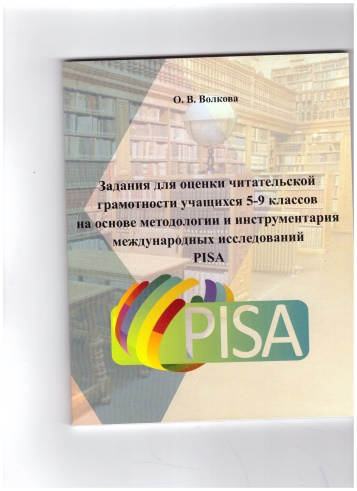 О. В. Волкова
Задания для оценки читательской
грамотности учащихся 5-9 классов
на основе методологии и инструментария
международных исследований
PISA
PISA